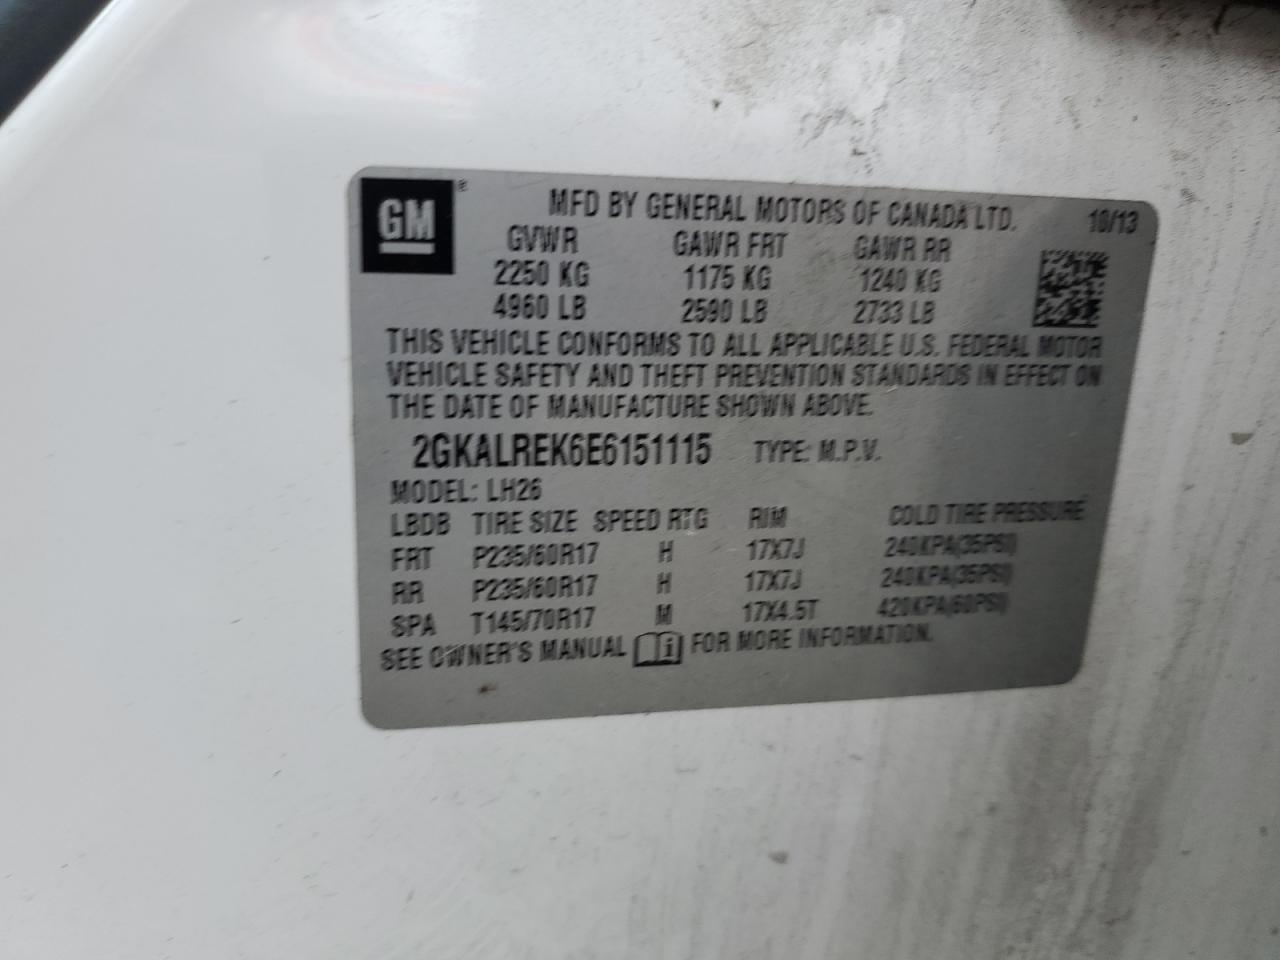 GM ® MFD BY GENERAL MOTORS OF CANADA LTD. 10/13
GVWR GAWR FRT GAWR RR
2250 KG 1175 KG 1240 KG
4960 LB 2590 LB 2733 LB
THIS VEHICLE CONFORMS TO ALL APPLICABLE U.S. FEDERAL MOTOR
VEHICLE SAFETY AND THEFT PREVENTION STANDARDS IN EFFECT ON
THE DATE OF MANUFACTURE SHOWN ABOVE.
2GKALREK6E6151115 TYPE: M.P.V.
MODEL: LH26
LBDB TIRE SIZE SPEED RTG RIM COLD TIRE PRESSURE
FRT P235/60R17 H 17X7J 240KPA(35PSI)
RR P235/60R17 H 17X7J 240KPA(35PSI)
SPA T145/70R17 M 17X4.5T 420KPA(60PSI)
SEE OWNER'S MANUAL i FOR MORE INFORMATION.